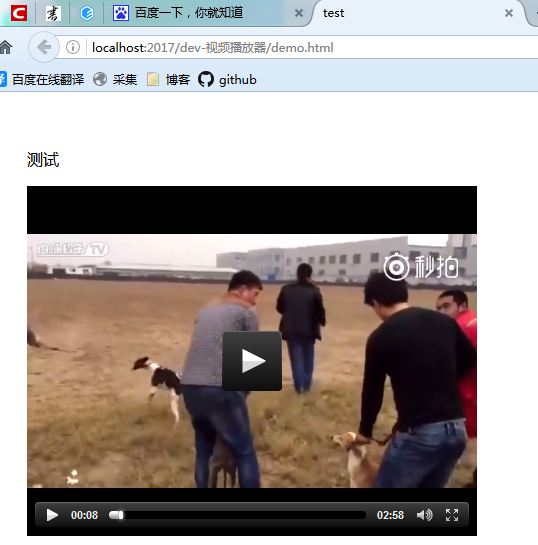 百度一下，你就知道
test
localhost:2017/dev-视频播放器/demo.html
译 百度在线翻译 采集 博客 github
测试
TV
秒拍
00:08 02:58